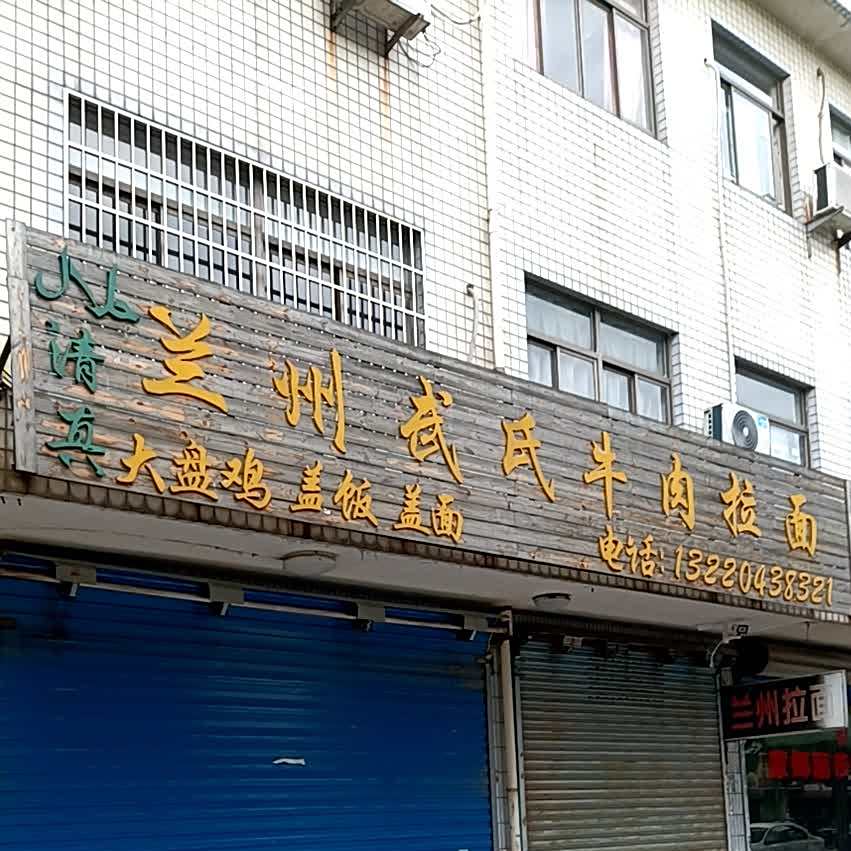 清真
兰州武氏牛肉拉面
大盘鸡 盖饭 盖面
电话: 13220438321
兰州拉面